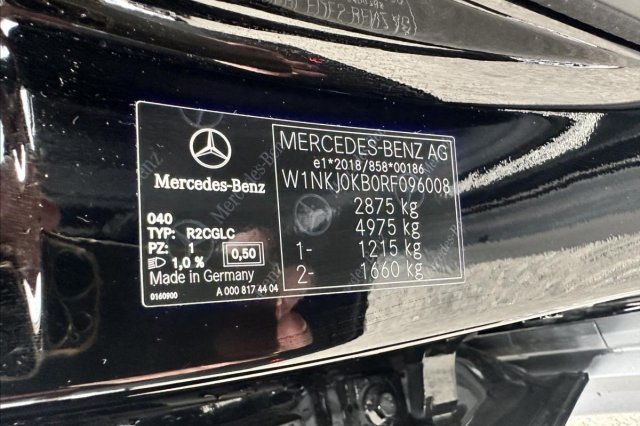 Mercedes-Benz
040
TYP: R2CGLC
PZ: 1 0,50
1,0 %
Made in Germany
0160900 A 000 817 44 04
MERCEDES-BENZ AG
e1*2018/858*00186
W1NKJ0KB0RF096008
2875 kg
4975 kg
1- 1215 kg
2- 1660 kg